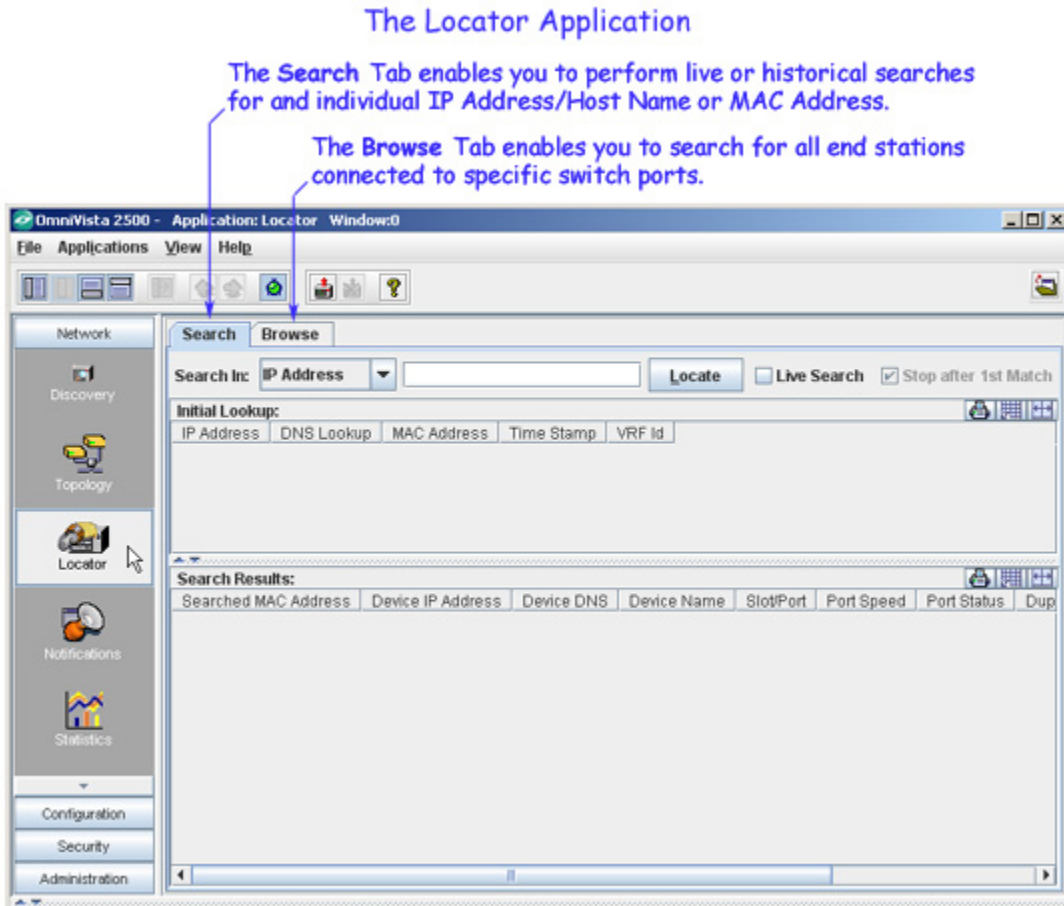 The Locator Application
The Search Tab enables you to perform live or historical searches
for and individual IP Address/Host Name or MAC Address.
The Browse Tab enables you to search for all end stations
connected to specific switch ports.
OmniVista 2500 - Application: Locator Window:0
File Applications View Help
Network
Discovery
Topology
Locator
Notifications
Statistics
Configuration
Security
Administration
Search Browse
Search In: IP Address Locate Live Search Stop after 1st Match
Initial Lookup:
IP Address DNS Lookup MAC Address Time Stamp VRF Id
Search Results:
Searched MAC Address Device IP Address Device DNS Device Name Slot/Port Port Speed Port Status Dup